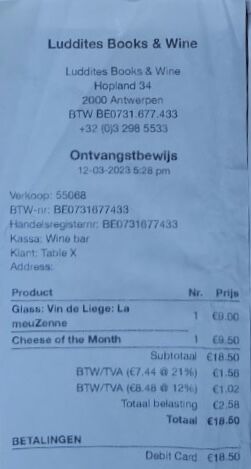 Luddites Books & Wine
Luddites Books & Wine
Hopland 34
2000 Antwerpen
BTW BE0731.677.433
+32 (0)3 298 5533
Ontvangstbewijs
12-03-2023 5:28 pm
Verkoop: 55068
BTW-nr: BE0731677433
Handelsregisternr: BE0731677433
Kassa: Wine bar
Klant: Table X
Address:
Product Nr. Prijs
Glass: Vin de Liege: La meuZenne 1 €9.00
Cheese of the Month 1 €9.50
Subtotaal €18.50
BTW/TVA (€7.44 @ 21%) €1.56
BTW/TVA (€8.48 @ 12%) €1.02
Totaal belasting €2.58
Totaal €18.50
BETALINGEN
Debit Card €18.50